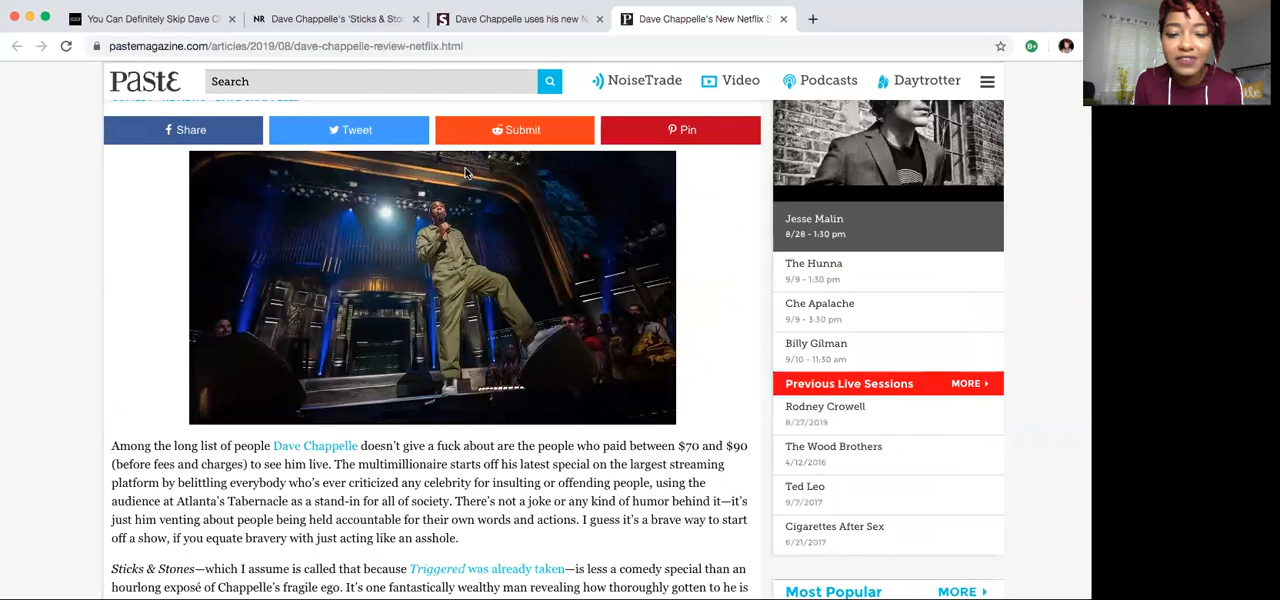 You Can Definitely Skip Dave C
NR Dave Chappelle's 'Sticks & Sto
S Dave Chappelle uses his new N
P Dave Chappelle's New Netflix S
pastemagazine.com/articles/2019/08/dave-chappelle-review-netflix.html
PASTE
Search
NoiseTrade
Video
Podcasts
Daytrotter
Share
Tweet
Submit
Pin
Among the long list of people Dave Chappelle doesn't give a fuck about are the people who paid between $70 and $90
(before fees and charges) to see him live. The multimillionaire starts off his latest special on the largest streaming
platform by belittling everybody who's ever criticized any celebrity for insulting or offending people, using the
audience at Atlanta's Tabernacle as a stand-in for all of society. There's not a joke or any kind of humor behind it—it's
just him venting about people being held accountable for their own words and actions. I guess it's a brave way to start
off a show, if you equate bravery with just acting like an asshole.
Sticks & Stones—which I assume is called that because Triggered was already taken—is less a comedy special than an
hourlong exposé of Chappelle's fragile ego. It's one fantastically wealthy man revealing how thoroughly gotten to he is
Jesse Malin
8/28 - 1:30 pm
The Hunna
9/9 - 1:30 pm
Che Apalache
9/9 - 3:30 pm
Billy Gilman
9/10 - 11:30 am
Previous Live Sessions MORE
Rodney Crowell
8/27/2019
The Wood Brothers
4/12/2016
Ted Leo
9/7/2017
Cigarettes After Sex
6/21/2017
Most Popular MORE